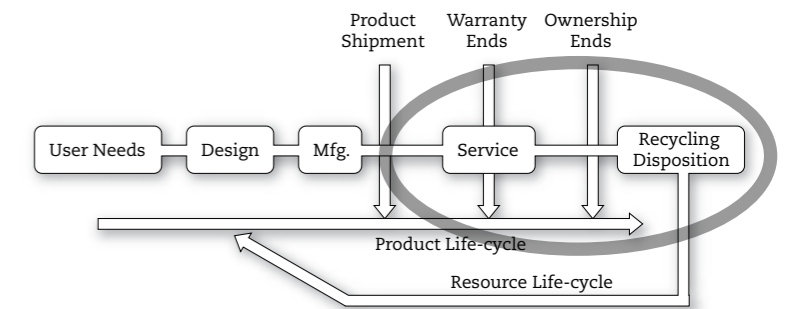 Product
Shipment
Warranty
Ends
Ownership
Ends
User Needs
Design
Mfg.
Service
Recycling
Disposition
Product Life-cycle
Resource Life-cycle